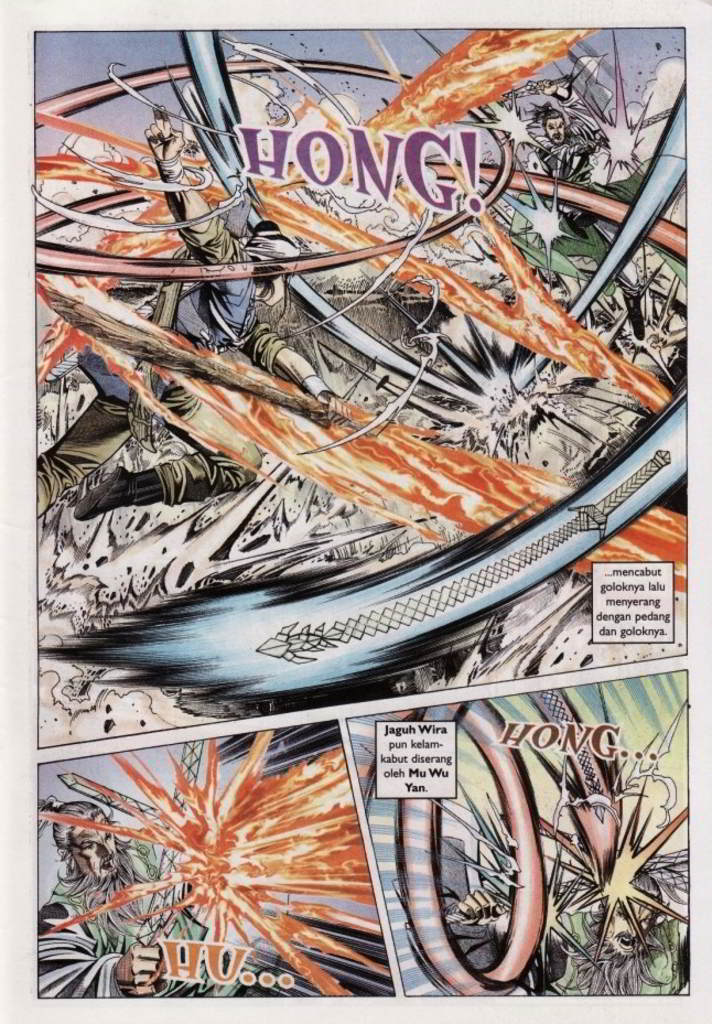 HONG!
...mencabut
goloknya lalu
menyerang
dengan pedang
dan goloknya.
Jaguh Wira
pun kelam-
kabut diserang
oleh Mu Wu
Yan.
HONG...
HU...